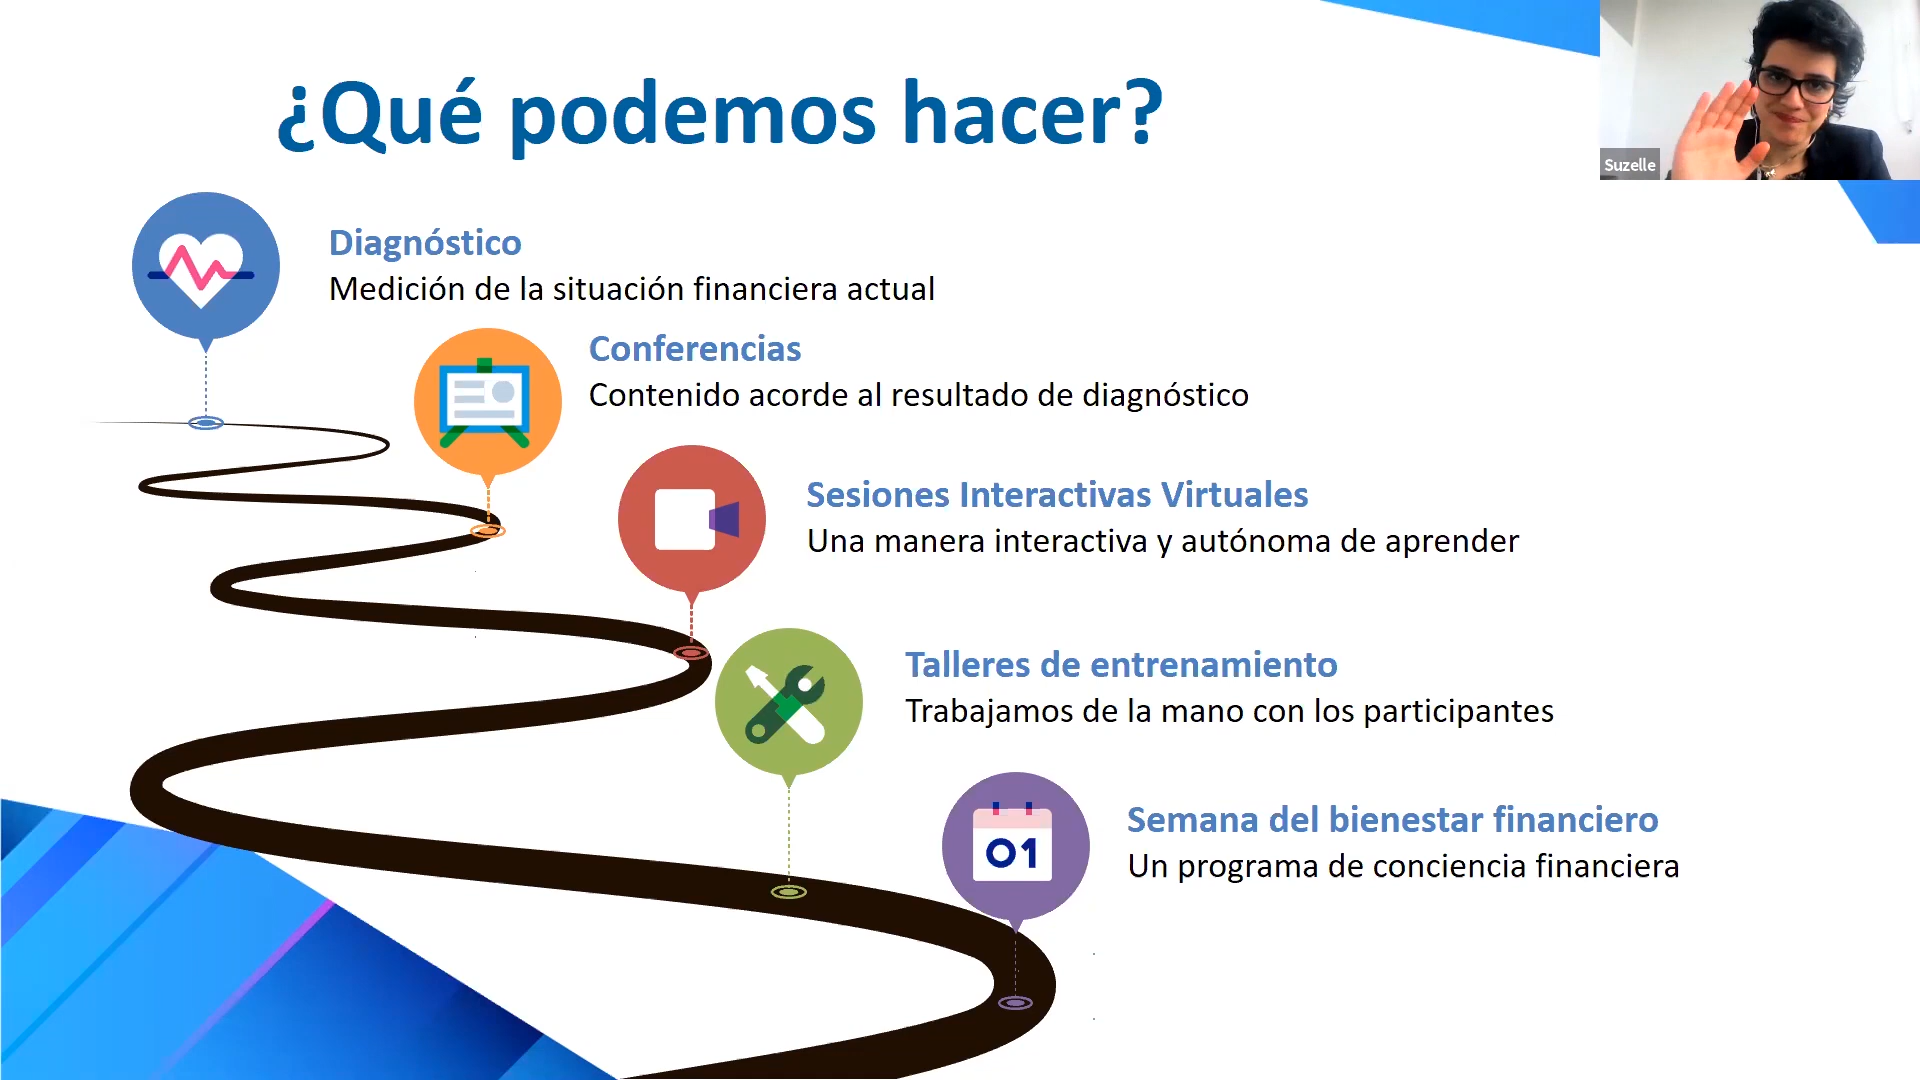 ¿Qué podemos hacer?
Suzelle
Diagnóstico
Medición de la situación financiera actual
Conferencias
Contenido acorde al resultado de diagnóstico
Sesiones Interactivas Virtuales
Una manera interactiva y autónoma de aprender
Talleres de entrenamiento
Trabajamos de la mano con los participantes
Semana del bienestar financiero
Un programa de conciencia financiera
01